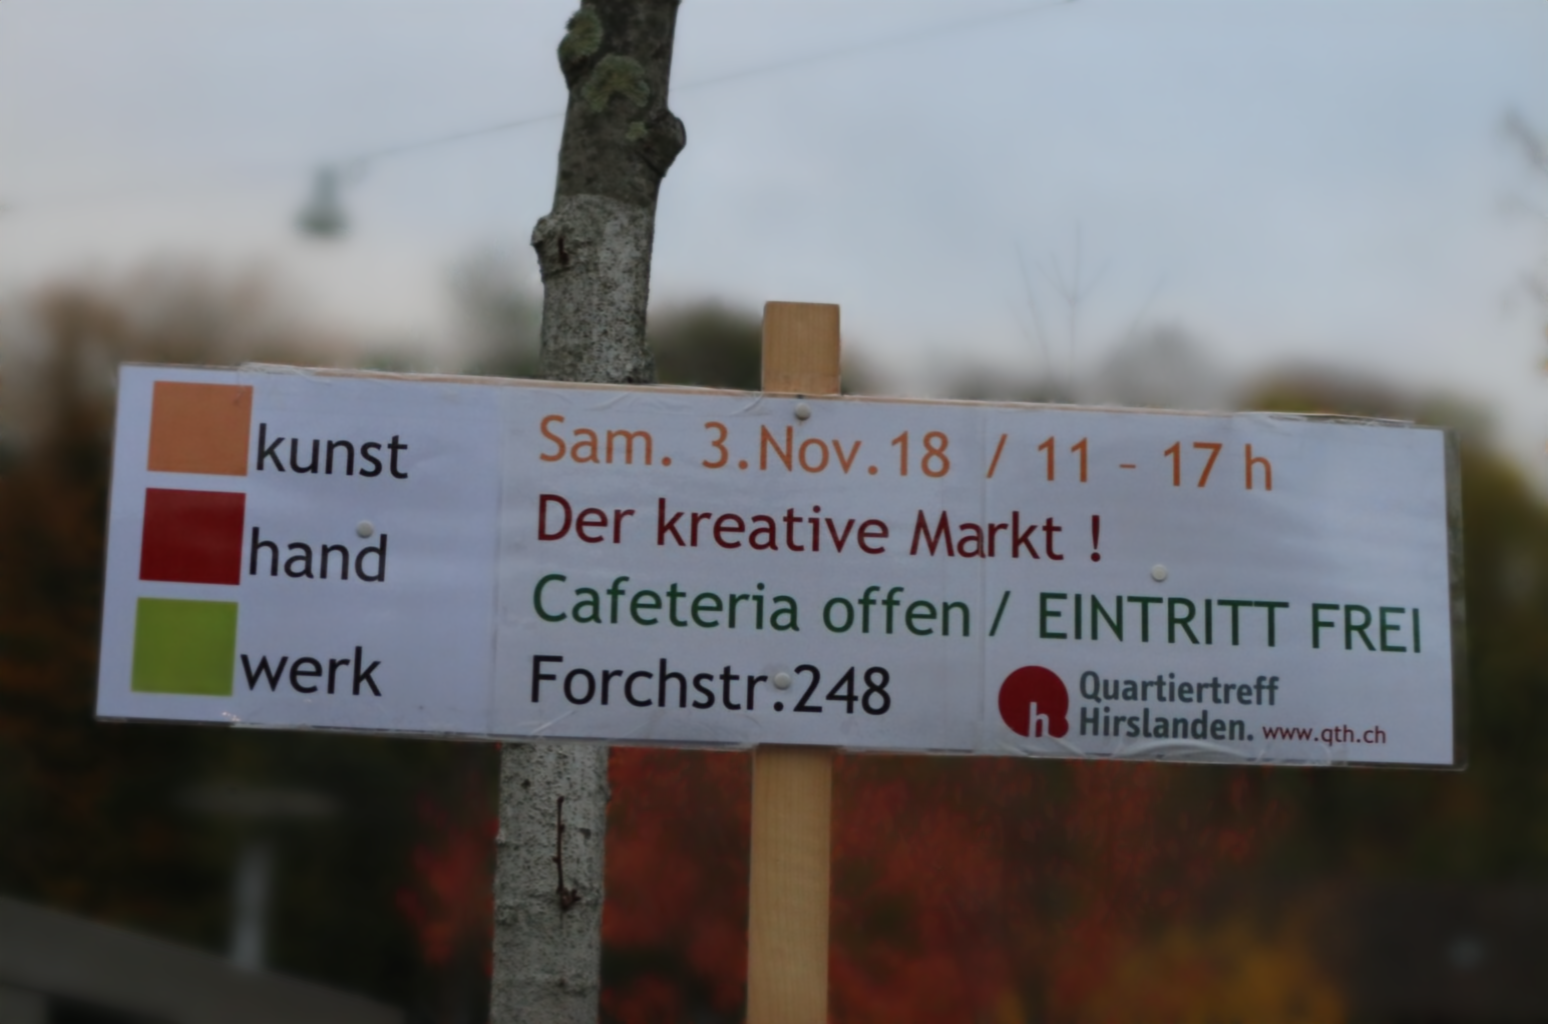 kunst
hand
werk
Sam. 3.Nov.18 / 11 - 17 h
Der kreative Markt !
Cafeteria offen / EINTRITT FREI
Forchstr.248
h
Quartiertreff
Hirslanden. www.qth.ch